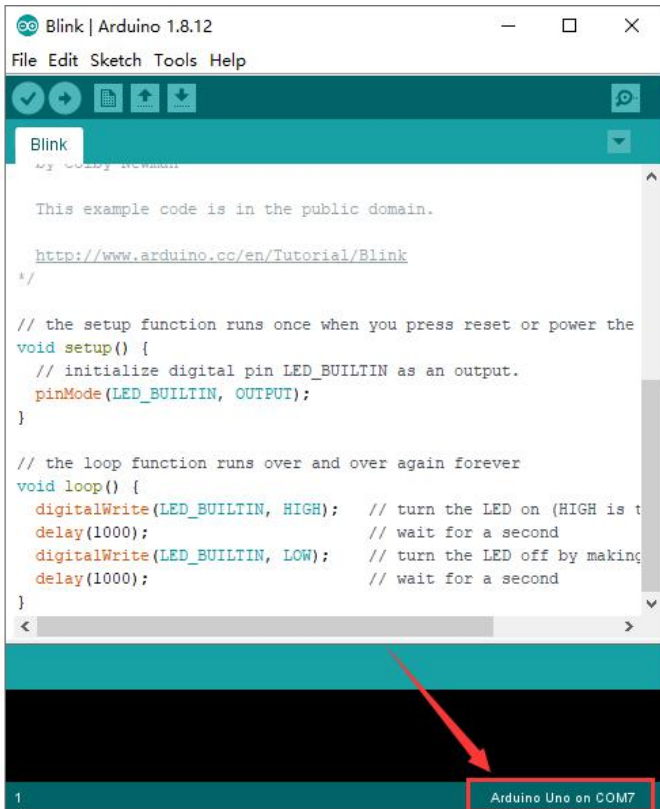 Blink | Arduino 1.8.12
File Edit Sketch Tools Help
Blink
by Colby Newman
This example code is in the public domain.
http://www.arduino.cc/en/Tutorial/Blink
*/
// the setup function runs once when you press reset or power the
void setup() {
  // initialize digital pin LED_BUILTIN as an output.
  pinMode(LED_BUILTIN, OUTPUT);
}
// the loop function runs over and over again forever
void loop() {
  digitalWrite(LED_BUILTIN, HIGH);   // turn the LED on (HIGH is t
  delay(1000);                       // wait for a second
  digitalWrite(LED_BUILTIN, LOW);    // turn the LED off by making
  delay(1000);                       // wait for a second
}
1
Arduino Uno on COM7